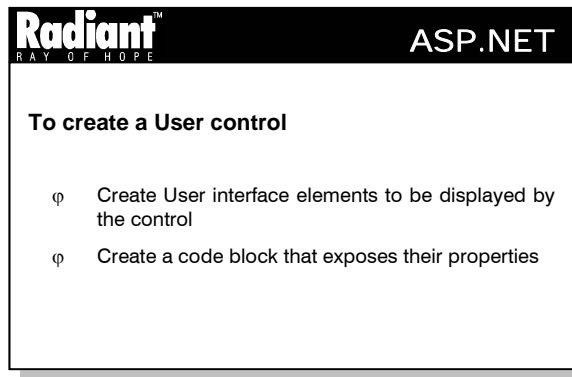 Radiant™ ASP.NET
RAY OF HOPE
To create a User control
φ Create User interface elements to be displayed by
the control
φ Create a code block that exposes their properties